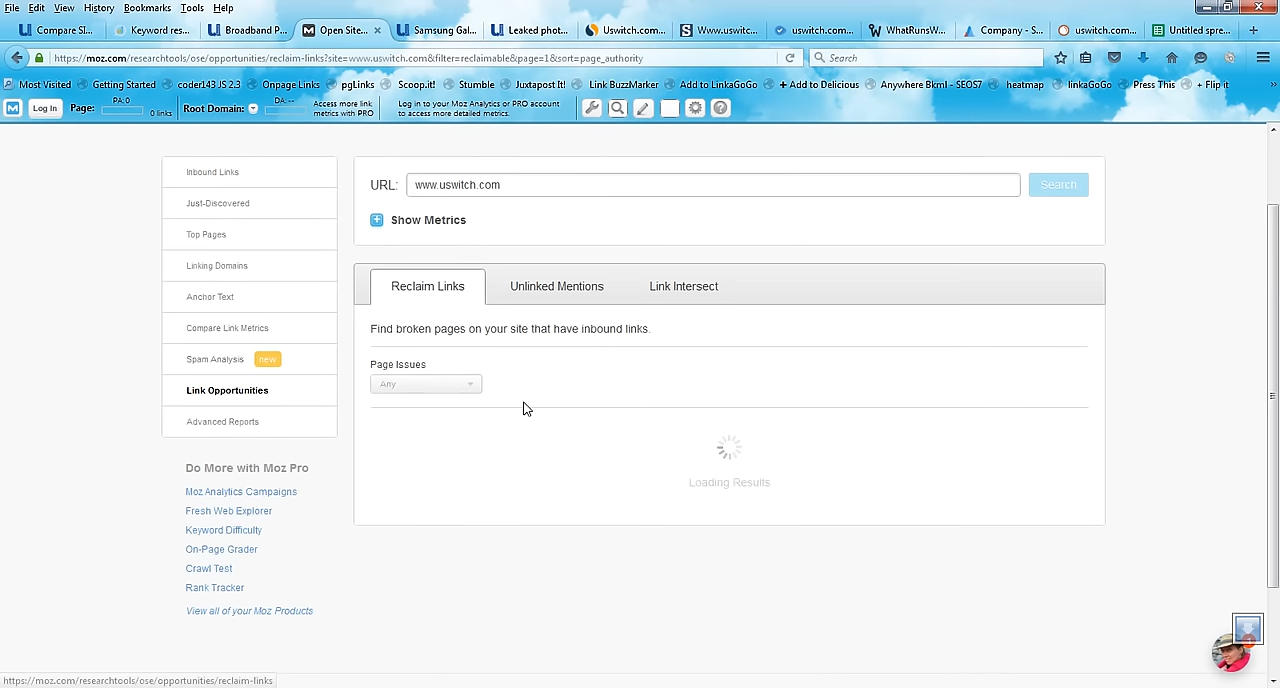 File Edit View History Bookmarks Tools Help
Compare SI... Keyword res... Broadband P... Open Site... Samsung Gal... Leaked phot... Uswitch.com... Www.uswitc... uswitch.com... WhatRunsW... Company - S... uswitch.com... Untitled spre...
https://moz.com/researchtools/ose/opportunities/reclaim-links?site=www.uswitch.com&filter=reclaimable&page=1&sort=page_authority Search
Most Visited Getting Started coder143 JS 2.3 Onpage Links pgLinks Scoop.it! Stumble Juxtapost It! Link BuzzMarker Add to LinkaGoGo + Add to Delicious Anywhere Bkml - SEOS7 heatmap linkaGoGo Press This + Flip it »
Log In Page: PA: 0 0 links Root Domain: DA: -- Access more link metrics with PRO Log in to your Moz Analytics or PRO account to access more detailed metrics.
Inbound Links
Just-Discovered
Top Pages
Linking Domains
Anchor Text
Compare Link Metrics
Spam Analysis new
Link Opportunities
Advanced Reports
Do More with Moz Pro
Moz Analytics Campaigns
Fresh Web Explorer
Keyword Difficulty
On-Page Grader
Crawl Test
Rank Tracker
View all of your Moz Products
URL: www.uswitch.com Search
Show Metrics
Reclaim Links Unlinked Mentions Link Intersect
Find broken pages on your site that have inbound links.
Page Issues
Any
Loading Results
https://moz.com/researchtools/ose/opportunities/reclaim-links